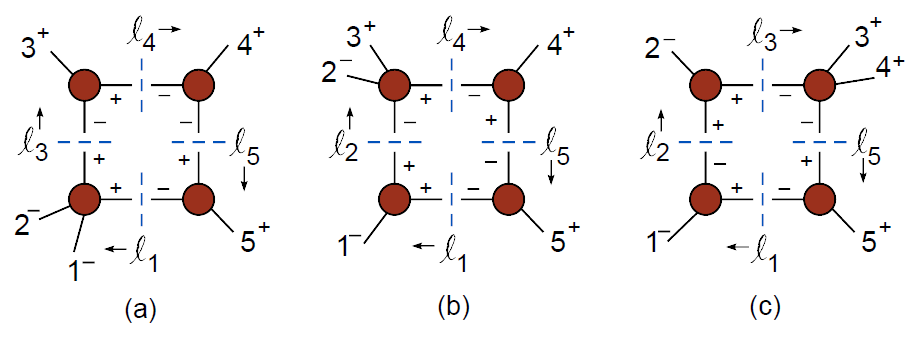 3⁺ ℓ₄ → 4⁺
+ −
− −
ℓ₃ ℓ₅
+ +
+ −
2⁻ 1⁻ ← ℓ₁ 5⁺
(a)
3⁺ 2⁻ ℓ₄ → 4⁺
+ −
− +
ℓ₂ ℓ₅
+ −
+ −
1⁻ ← ℓ₁ 5⁺
(b)
2⁻ ℓ₃ → 3⁺ 4⁺
+ −
+ −
ℓ₂ ℓ₅
− +
+ −
1⁻ ← ℓ₁ 5⁺
(c)